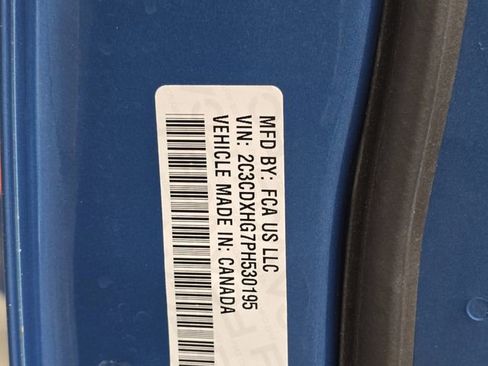 MFD BY: FCA US LLC
VIN: 2C3CDXHG7PH530195
VEHICLE MADE IN: CANADA